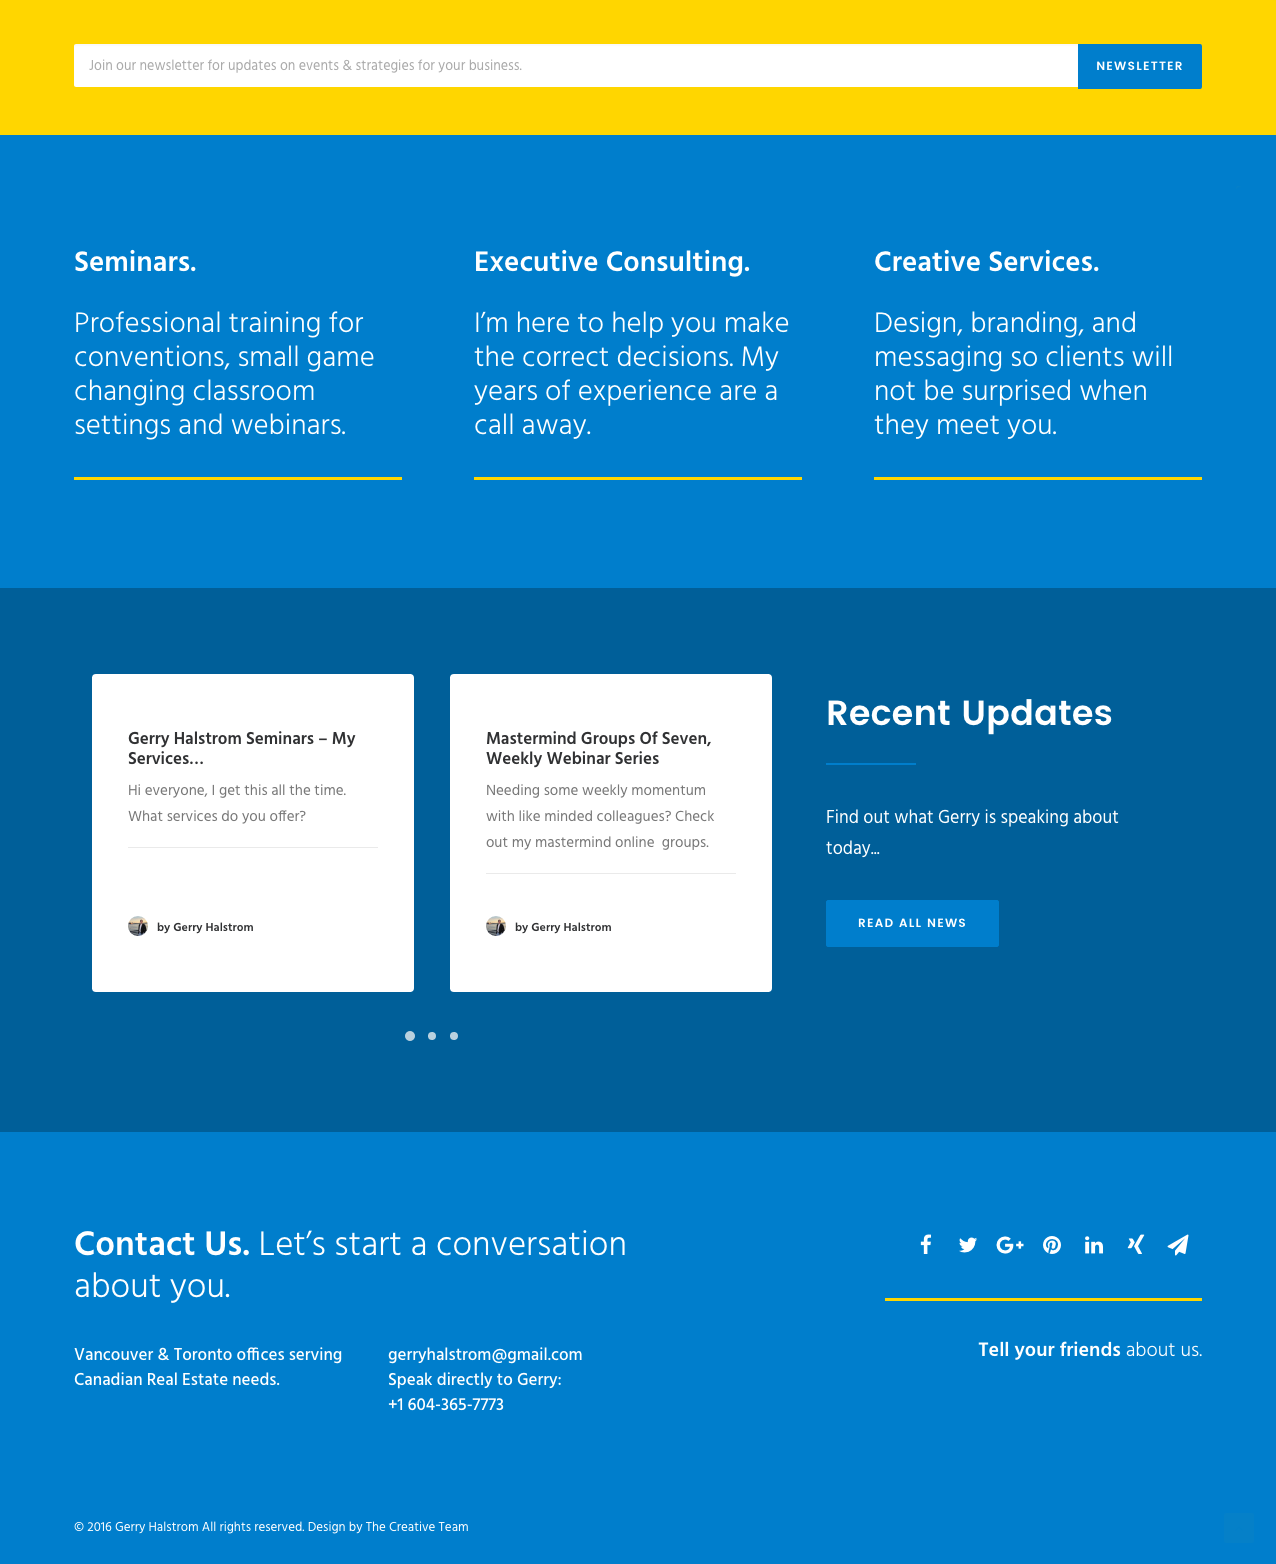 Join our newsletter for updates on events & strategies for your business.
NEWSLETTER
Seminars.
Professional training for
conventions, small game
changing classroom
settings and webinars.
Executive Consulting.
I’m here to help you make
the correct decisions. My
years of experience are a
call away.
Creative Services.
Design, branding, and
messaging so clients will
not be surprised when
they meet you.
Gerry Halstrom Seminars – My
Services…
Hi everyone, I get this all the time.
What services do you offer?
by Gerry Halstrom
Mastermind Groups Of Seven,
Weekly Webinar Series
Needing some weekly momentum
with like minded colleagues? Check
out my mastermind online  groups.
by Gerry Halstrom
Recent Updates
Find out what Gerry is speaking about
today...
READ ALL NEWS
Contact Us. Let’s start a conversation
about you.
Vancouver & Toronto offices serving
Canadian Real Estate needs.
gerryhalstrom@gmail.com
Speak directly to Gerry:
+1 604-365-7773
Tell your friends about us.
© 2016 Gerry Halstrom All rights reserved. Design by The Creative Team